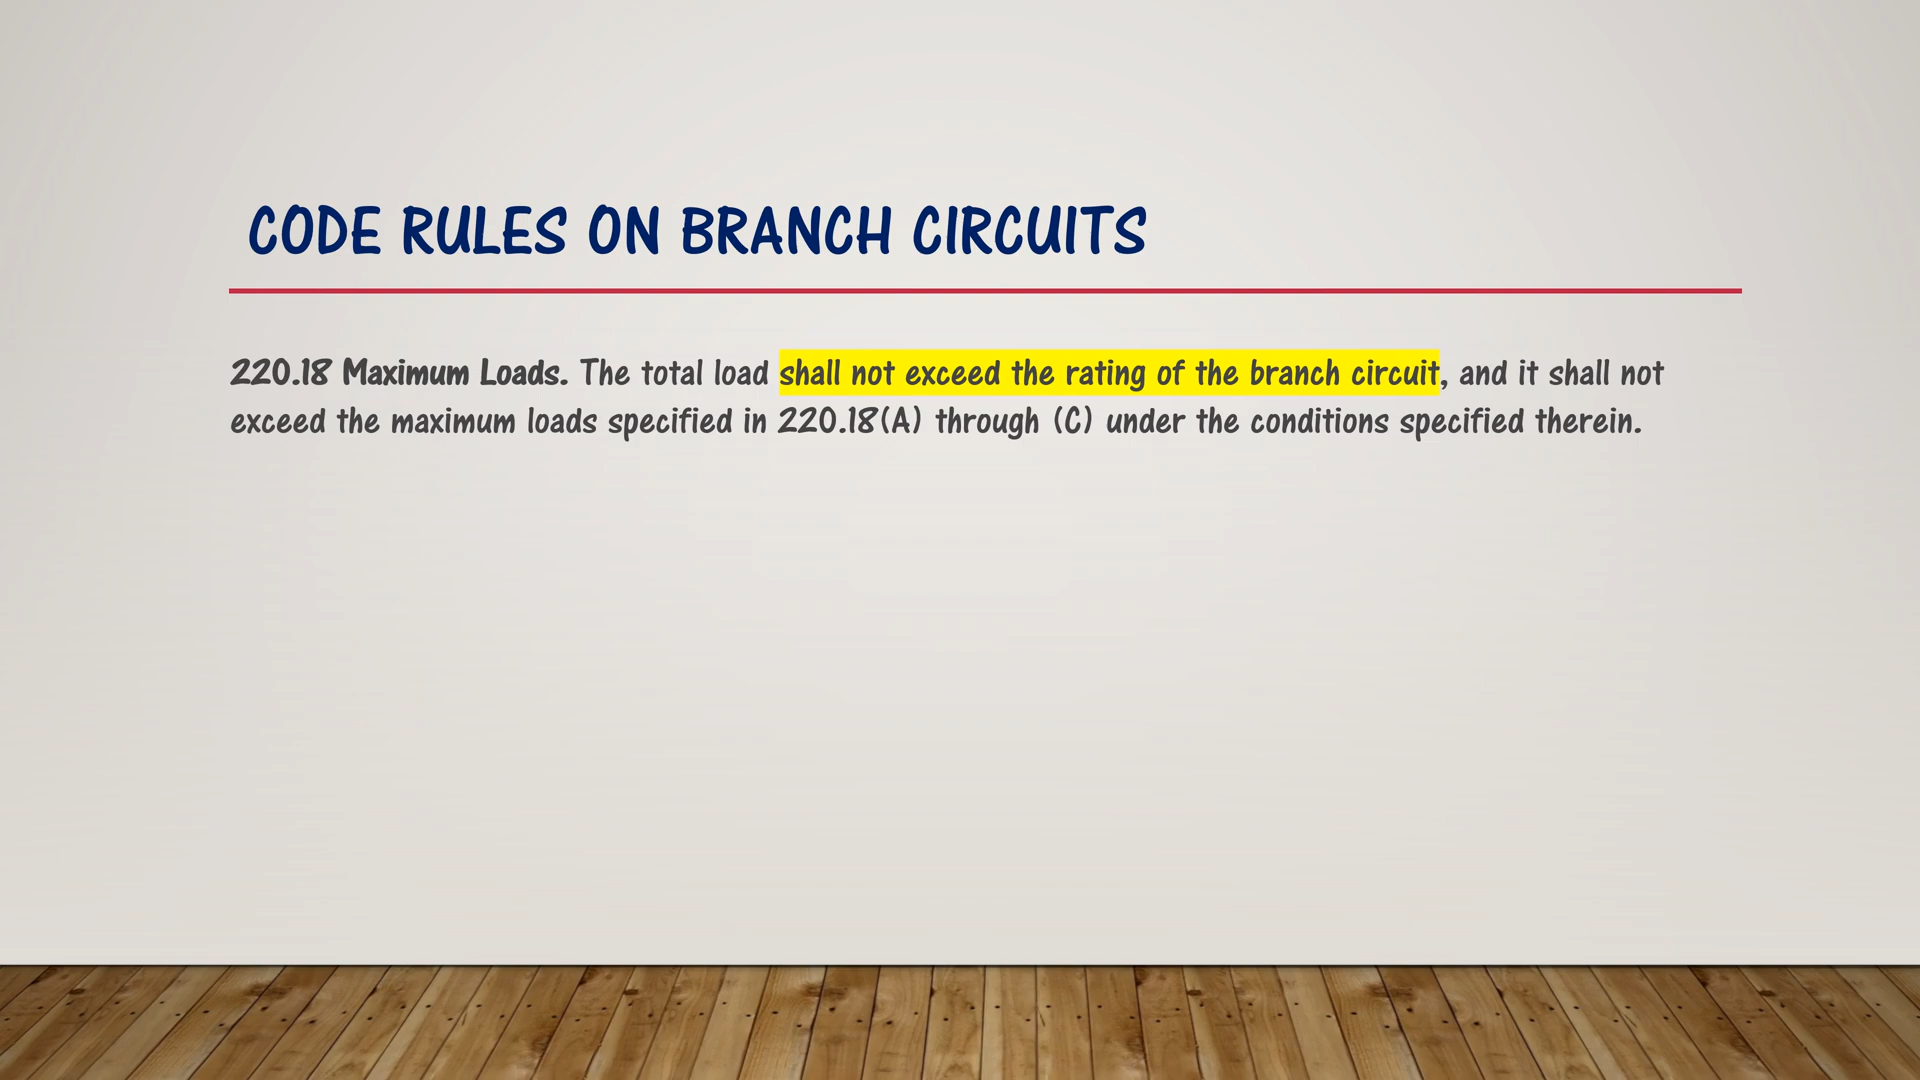 CODE RULES ON BRANCH CIRCUITS
220.18 Maximum Loads. The total load shall not exceed the rating of the branch circuit, and it shall not
exceed the maximum loads specified in 220.18(A) through (C) under the conditions specified therein.